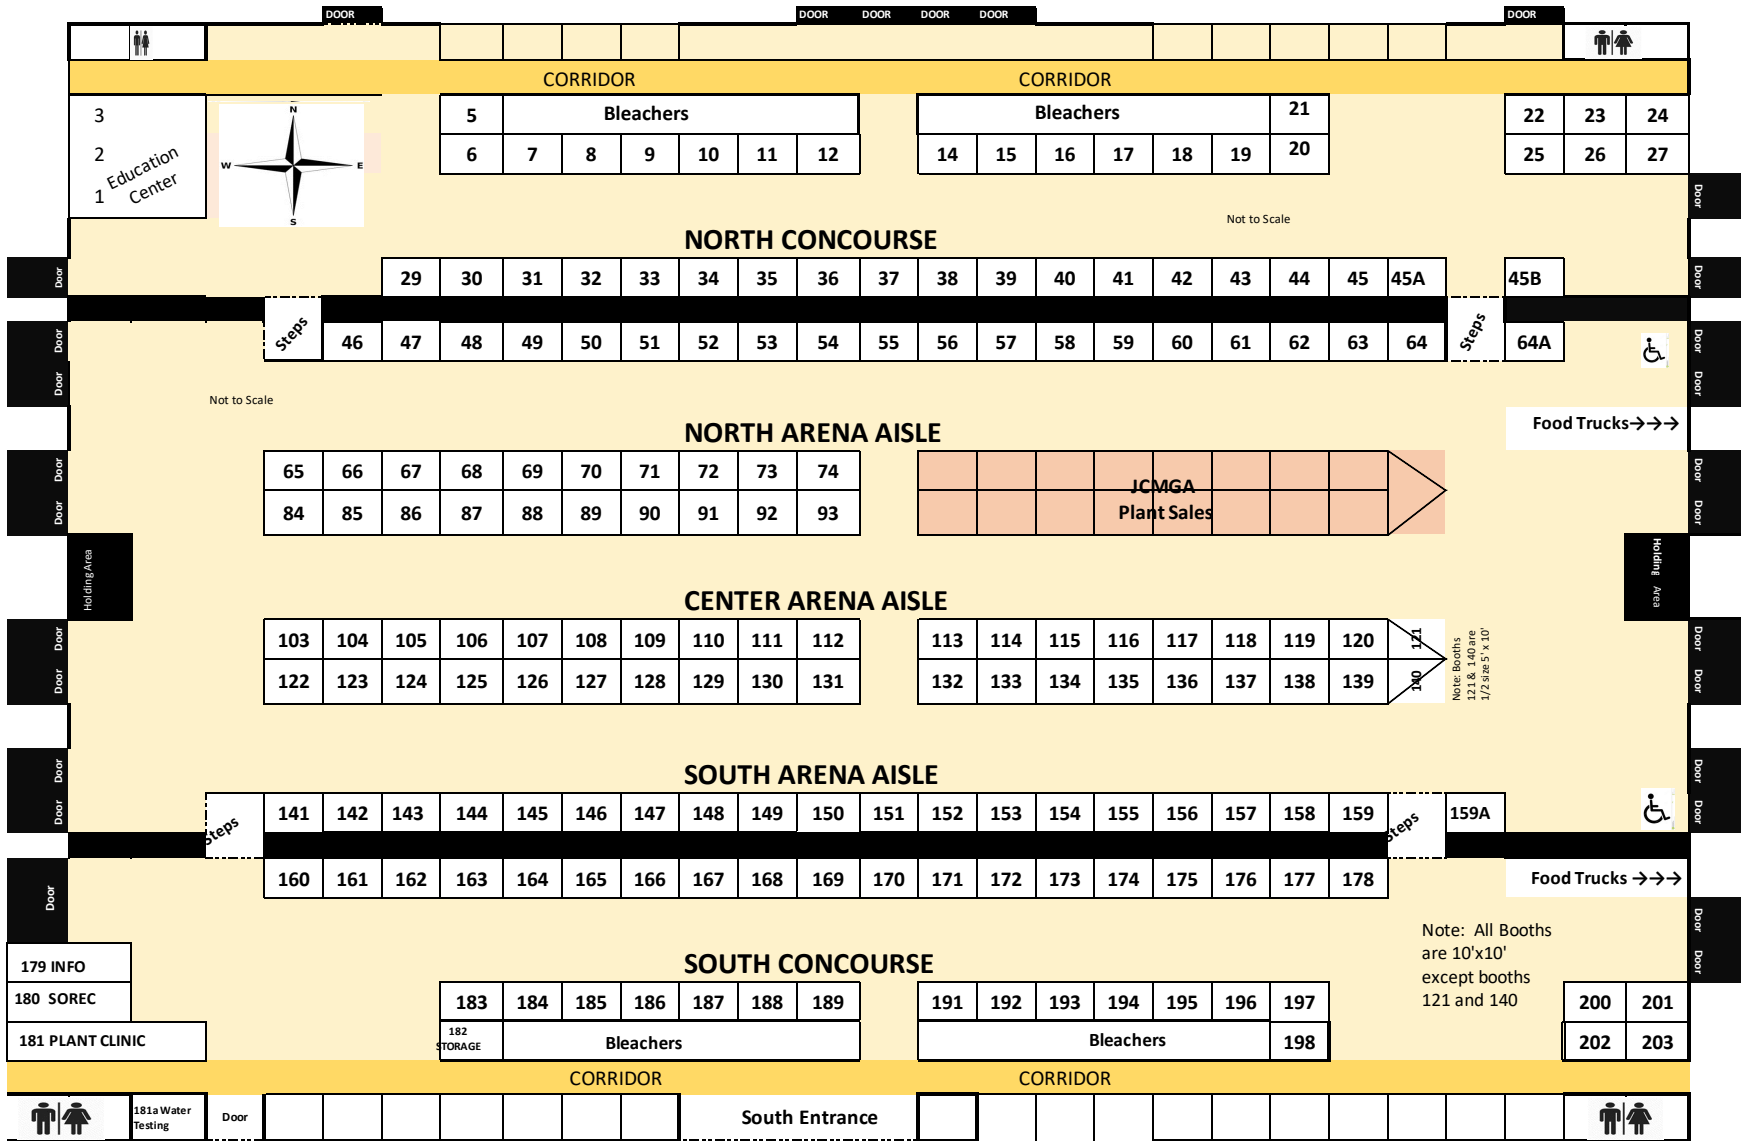 DOOR DOOR DOOR DOOR DOOR DOOR
CORRIDOR CORRIDOR
3 N 5 Bleachers Bleachers 21 22 23 24
2 Education W E 6 7 8 9 10 11 12 14 15 16 17 18 19 20 25 26 27
1 Center S
Door
Not to Scale
NORTH CONCOURSE
Door 29 30 31 32 33 34 35 36 37 38 39 40 41 42 43 44 45 45A 45B Door
Door Steps 46 47 48 49 50 51 52 53 54 55 56 57 58 59 60 61 62 63 64 Steps 64A Door
Door Door
Not to Scale
Food Trucks→→→
NORTH ARENA AISLE
Door 65 66 67 68 69 70 71 72 73 74 Door
JCMGA
Plant Sales
Door 84 85 86 87 88 89 90 91 92 93 Door
Holding Area Holding Area
CENTER ARENA AISLE
Door 103 104 105 106 107 108 109 110 111 112 113 114 115 116 117 118 119 120 121 Door
Door 122 123 124 125 126 127 128 129 130 131 132 133 134 135 136 137 138 139 140 Door
Note: Booths
121 & 140 are
1/2 size 5' x 10'
Door SOUTH ARENA AISLE Door
Door Steps 141 142 143 144 145 146 147 148 149 150 151 152 153 154 155 156 157 158 159 Steps 159A Door
Door 160 161 162 163 164 165 166 167 168 169 170 171 172 173 174 175 176 177 178 Food Trucks →→→
Door
Door
Note: All Booths
are 10'x10'
except booths
121 and 140
179 INFO SOUTH CONCOURSE
180 SOREC 183 184 185 186 187 188 189 191 192 193 194 195 196 197 200 201
181 PLANT CLINIC 182 STORAGE Bleachers Bleachers 198 202 203
CORRIDOR CORRIDOR
181a Water
Testing
Door South Entrance